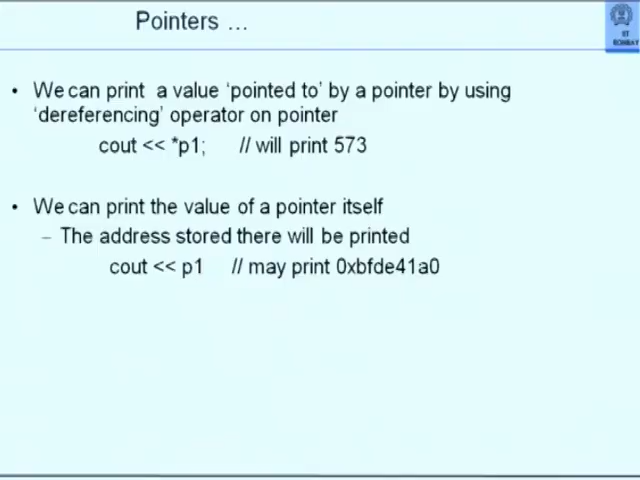 Pointers …
IIT
BOMBAY
• We can print a value 'pointed to' by a pointer by using
'dereferencing' operator on pointer
cout << *p1; // will print 573
• We can print the value of a pointer itself
– The address stored there will be printed
cout << p1 // may print 0xbfde41a0